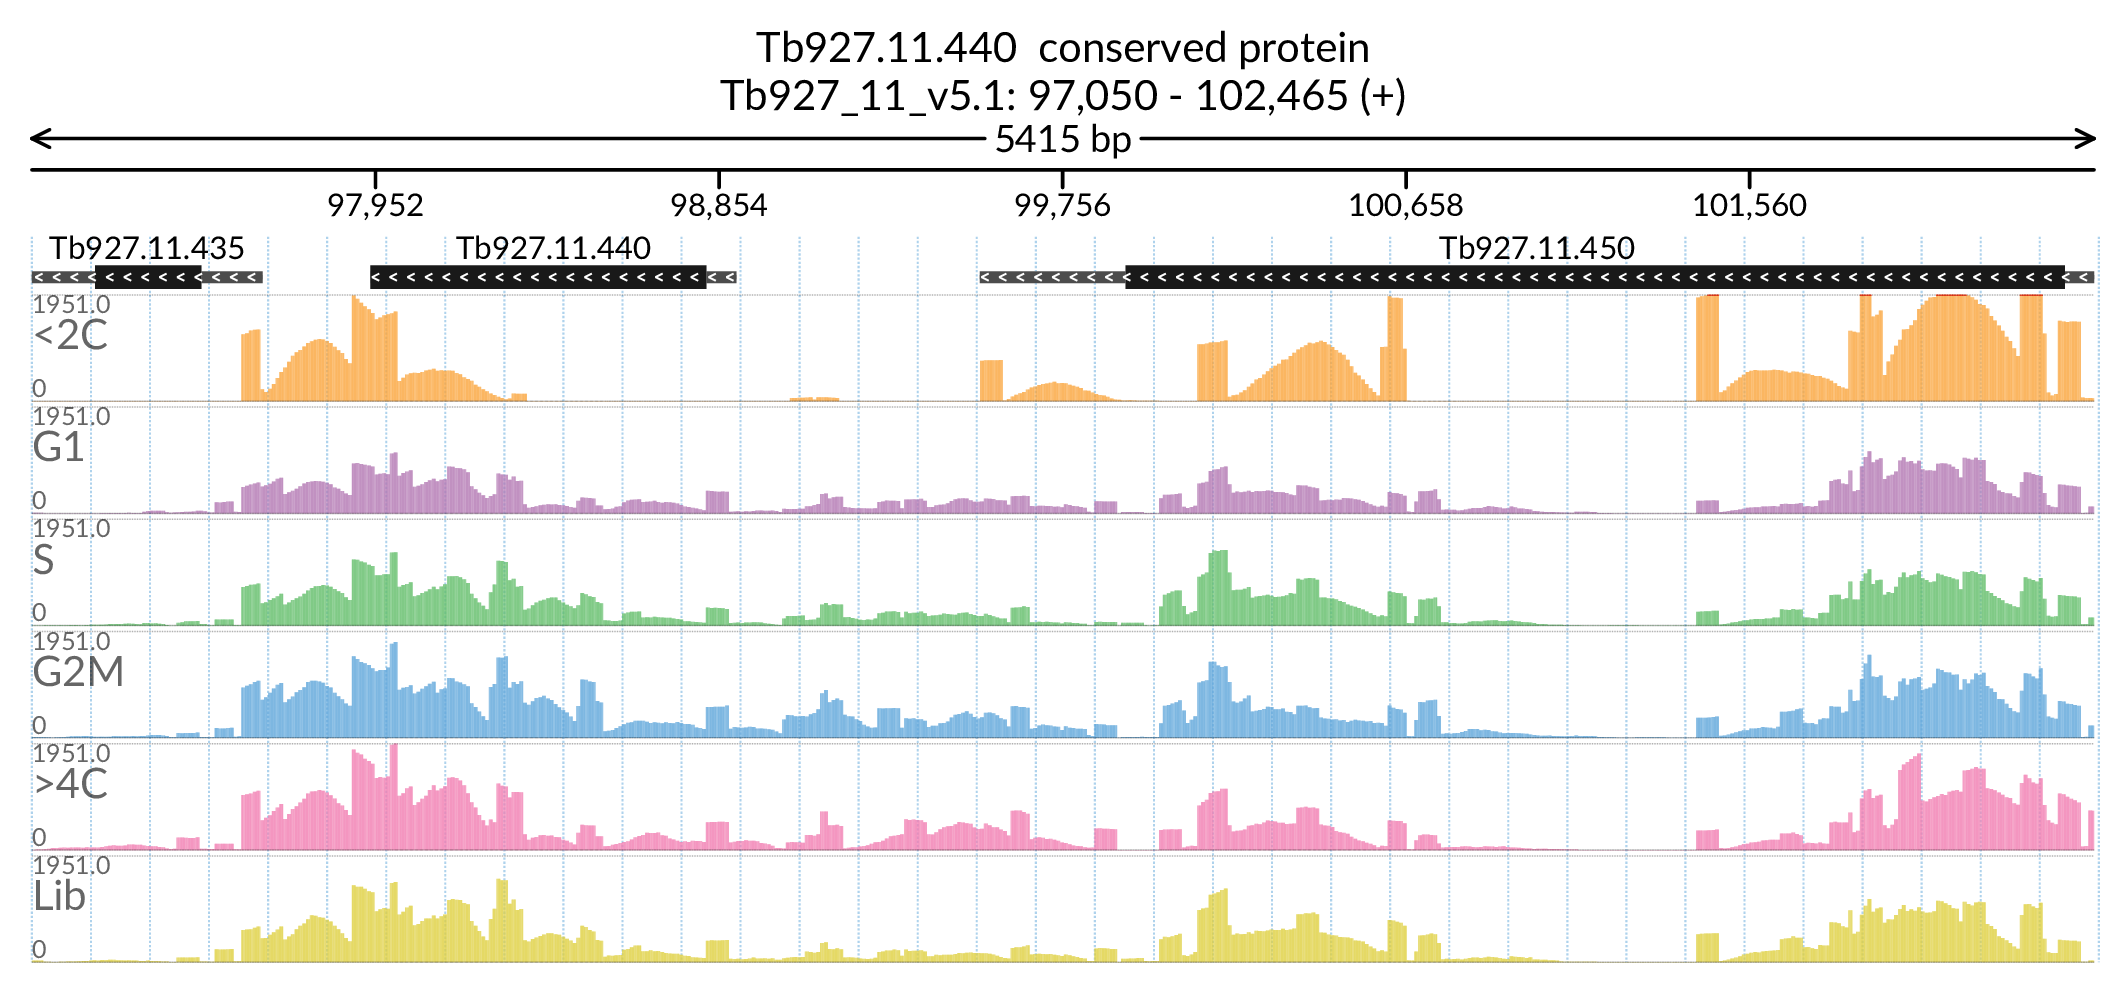 Tb927.11.440  conserved protein
Tb927_11_v5.1: 97,050 - 102,465 (+)
5415 bp
97,952 98,854 99,756 100,658 101,560
Tb927.11.435 Tb927.11.440 Tb927.11.450
1951.0
<2C
0
1951.0
G1
0
1951.0
S
0
1951.0
G2M
0
1951.0
>4C
0
1951.0
Lib
0